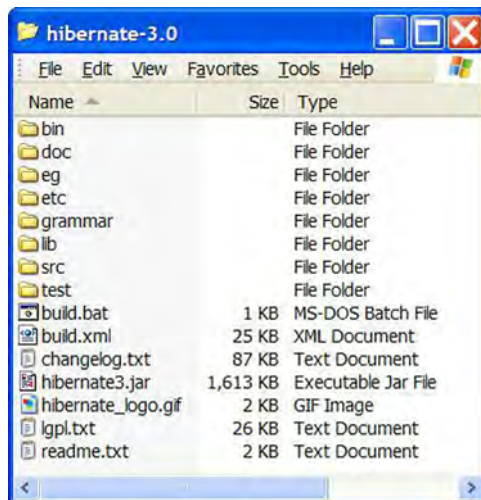 hibernate-3.0
File Edit View Favorites Tools Help
Name Size Type
bin File Folder
doc File Folder
eg File Folder
etc File Folder
grammar File Folder
lib File Folder
src File Folder
test File Folder
build.bat 1 KB MS-DOS Batch File
build.xml 25 KB XML Document
changelog.txt 87 KB Text Document
hibernate3.jar 1,613 KB Executable Jar File
hibernate_logo.gif 2 KB GIF Image
lgpl.txt 26 KB Text Document
readme.txt 2 KB Text Document